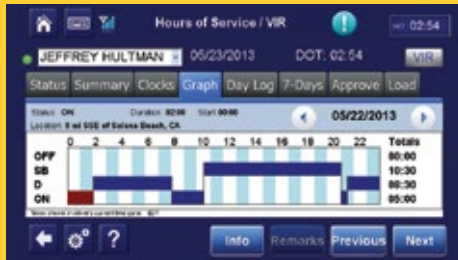 Hours of Service / VIR
02:54
JEFFREY HULTMAN 05/23/2013 DOT: 02:54 VIR
Status Summary Clocks Graph Day Log 7-Days Approve Load
Status: ON Duration: 02:00 Start: 00:00
Location: 5 mi SSE of Solana Beach, CA
05/22/2013
0 2 4 6 8 10 12 14 16 18 20 22 Totals
OFF 00:00
SB 10:30
D 08:30
ON 05:00
Info Remarks Previous Next